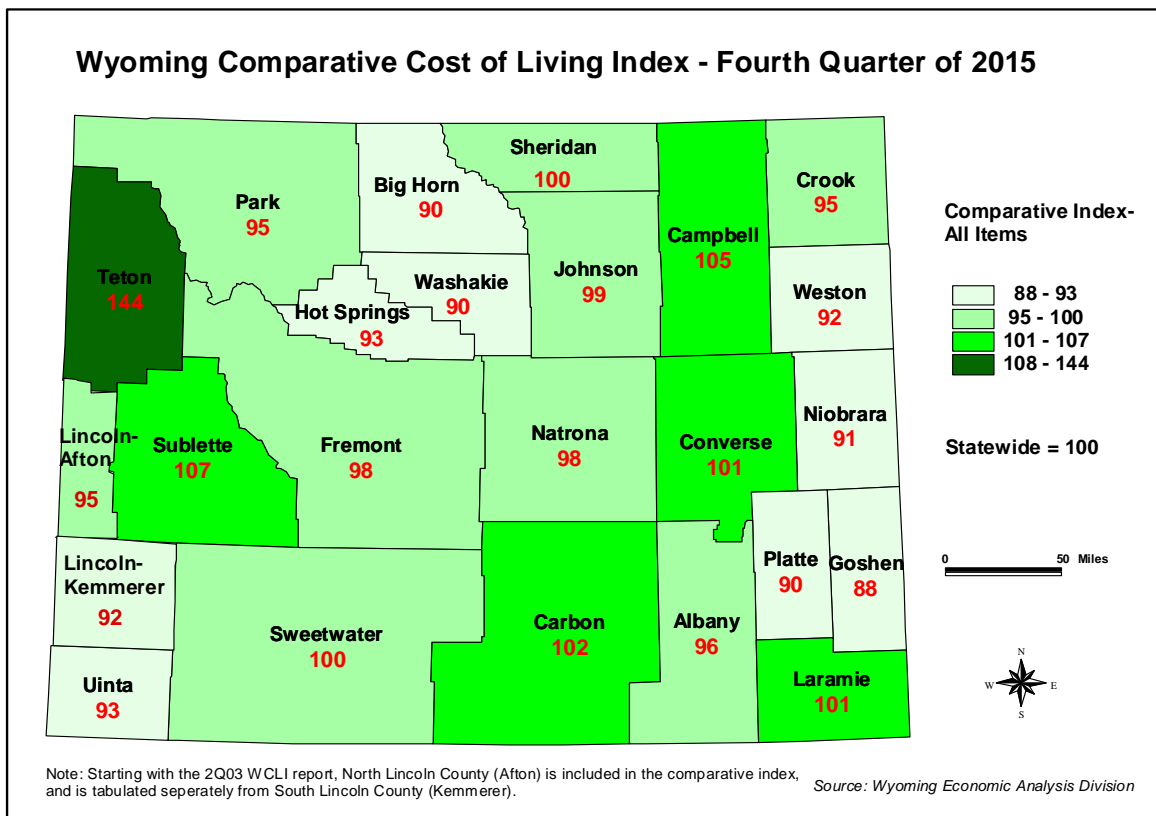 Wyoming Comparative Cost of Living Index - Fourth Quarter of 2015
Sheridan
100
Big Horn
90
Crook
95
Park
95
Campbell
105
Johnson
99
Washakie
90
Teton
144
Hot Springs
93
Weston
92
Comparative Index-
All Items
88 - 93
95 - 100
101 - 107
108 - 144
Niobrara
91
Lincoln-
Afton
95
Sublette
107
Fremont
98
Natrona
98
Converse
101
Statewide = 100
Lincoln-
Kemmerer
92
Platte
90
Goshen
88
0 50 Miles
Sweetwater
100
Carbon
102
Albany
96
Uinta
93
Laramie
101
N
W E
S
Note: Starting with the 2Q03 WCLI report, North Lincoln County (Afton) is included in the comparative index,
and is tabulated seperately from South Lincoln County (Kemmerer).
Source: Wyoming Economic Analysis Division